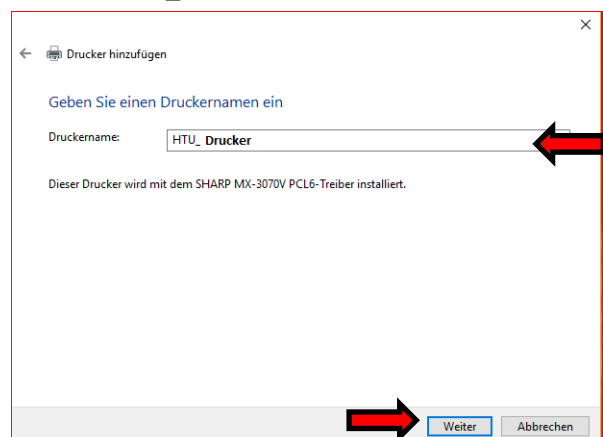 Drucker hinzufügen
Geben Sie einen Druckernamen ein
Druckername: HTU_ Drucker
Dieser Drucker wird mit dem SHARP MX-3070V PCL6-Treiber installiert.
Weiter Abbrechen